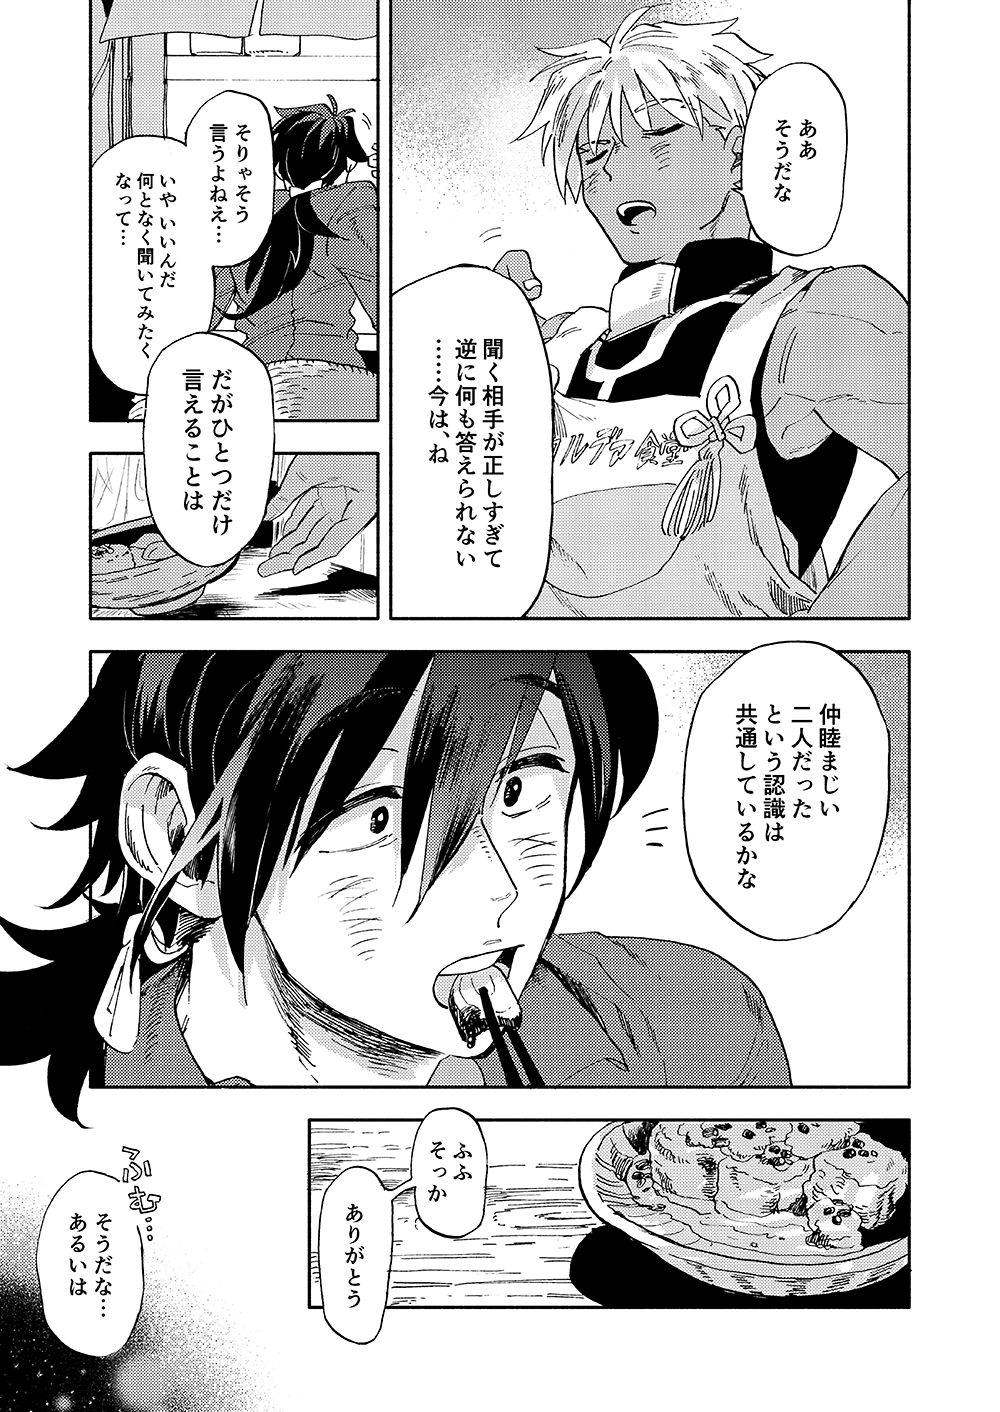 ああ
そうだな
聞く相手が正しすぎて
逆に何も答えられない
……今は、ね
カルデア食堂
そりゃそう
言うよねえ…
いや いいんだ
何となく聞いてみたく
なって…
だがひとつだけ
言えることは
仲睦まじい
二人だった
という認識は
共通しているかな
ふふ
そっか
ありがとう
ふむ…
そうだな…
あるいは